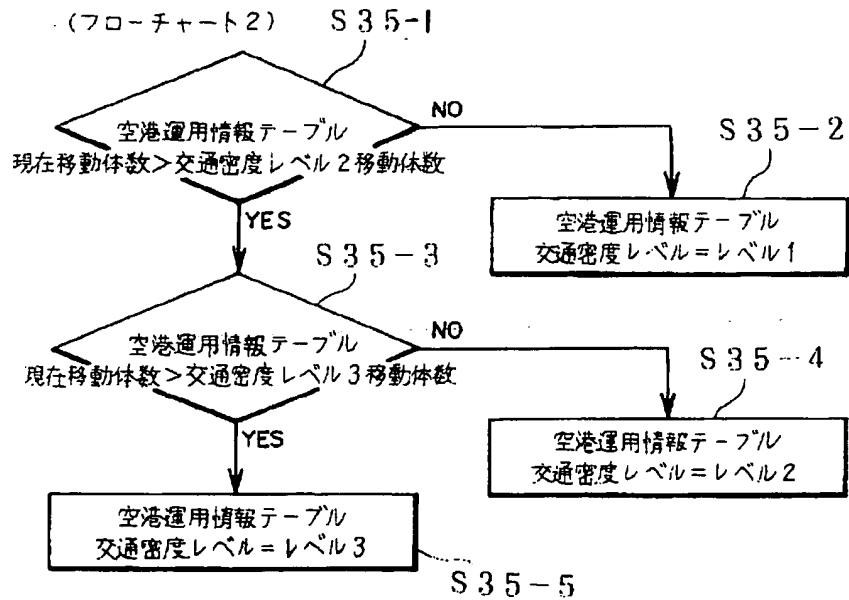 (フローチャート2)
S35-1
空港運用情報テーブル
現在移動体数>交通密度レベル2移動体数
NO
S35-2
空港運用情報テーブル
交通密度レベル=レベル1
YES
S35-3
空港運用情報テーブル
現在移動体数>交通密度レベル3移動体数
NO
S35-4
空港運用情報テーブル
交通密度レベル=レベル2
YES
空港運用情報テーブル
交通密度レベル=レベル3
S35-5